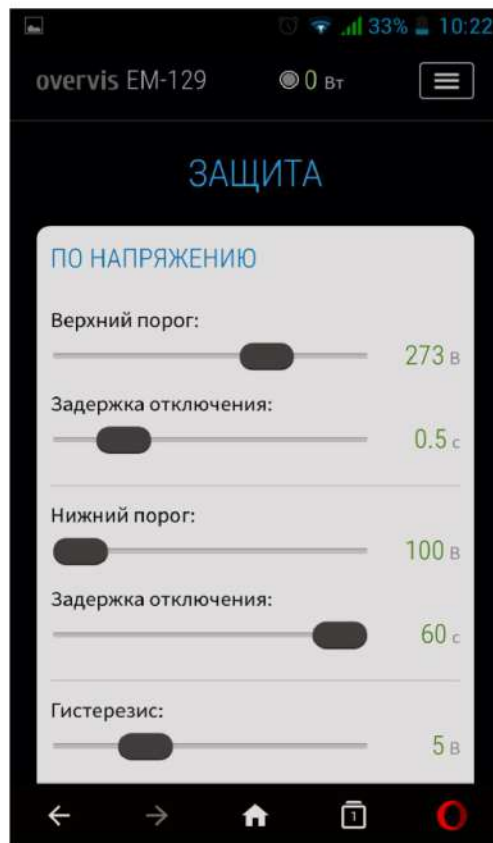 33% 10:22
overvis EM-129 0 Вт
ЗАЩИТА
ПО НАПРЯЖЕНИЮ
Верхний порог:
273 В
Задержка отключения:
0.5 с
Нижний порог:
100 В
Задержка отключения:
60 с
Гистерезис:
5 В
1